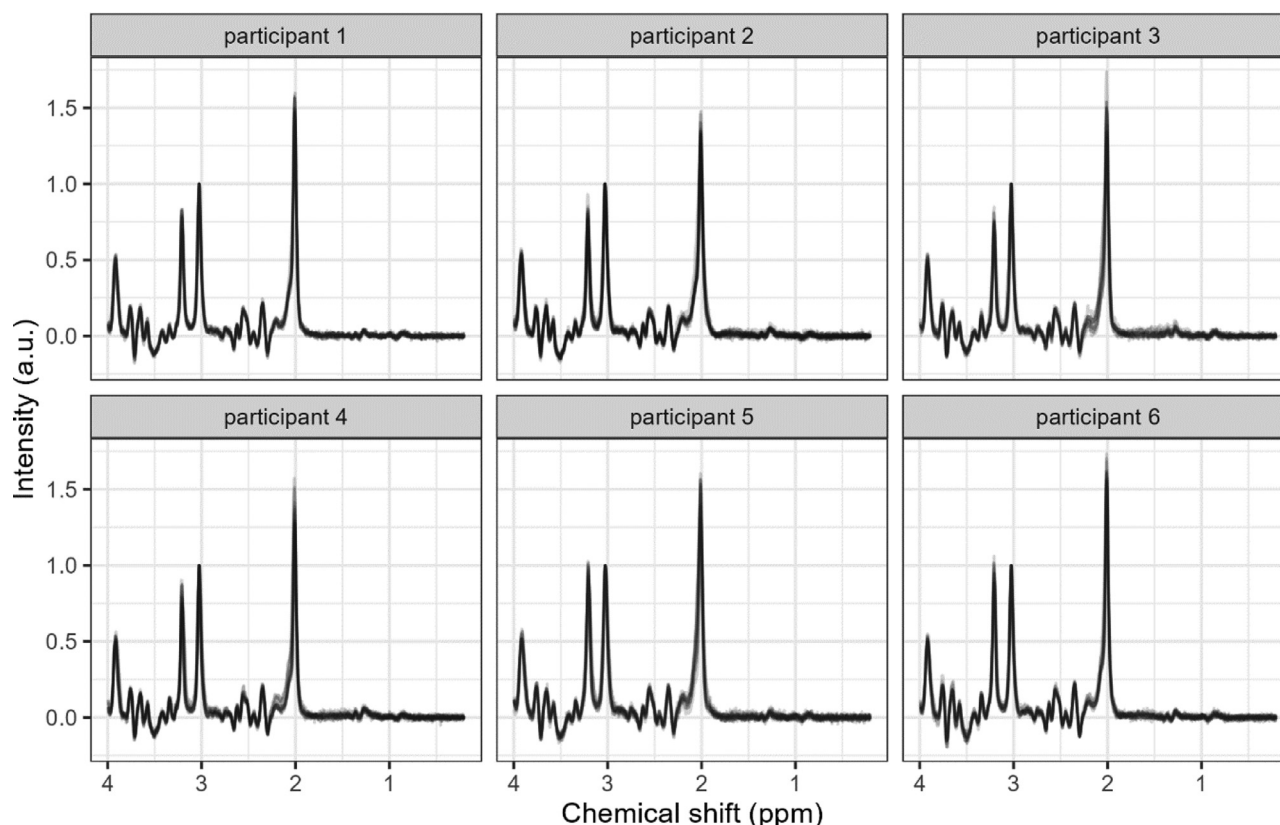 participant 1 participant 2 participant 3
1.5
1.0
0.5
0.0
participant 4 participant 5 participant 6
1.5
1.0
0.5
0.0
Intensity (a.u.)
4 3 2 1 4 3 2 1 4 3 2 1
Chemical shift (ppm)